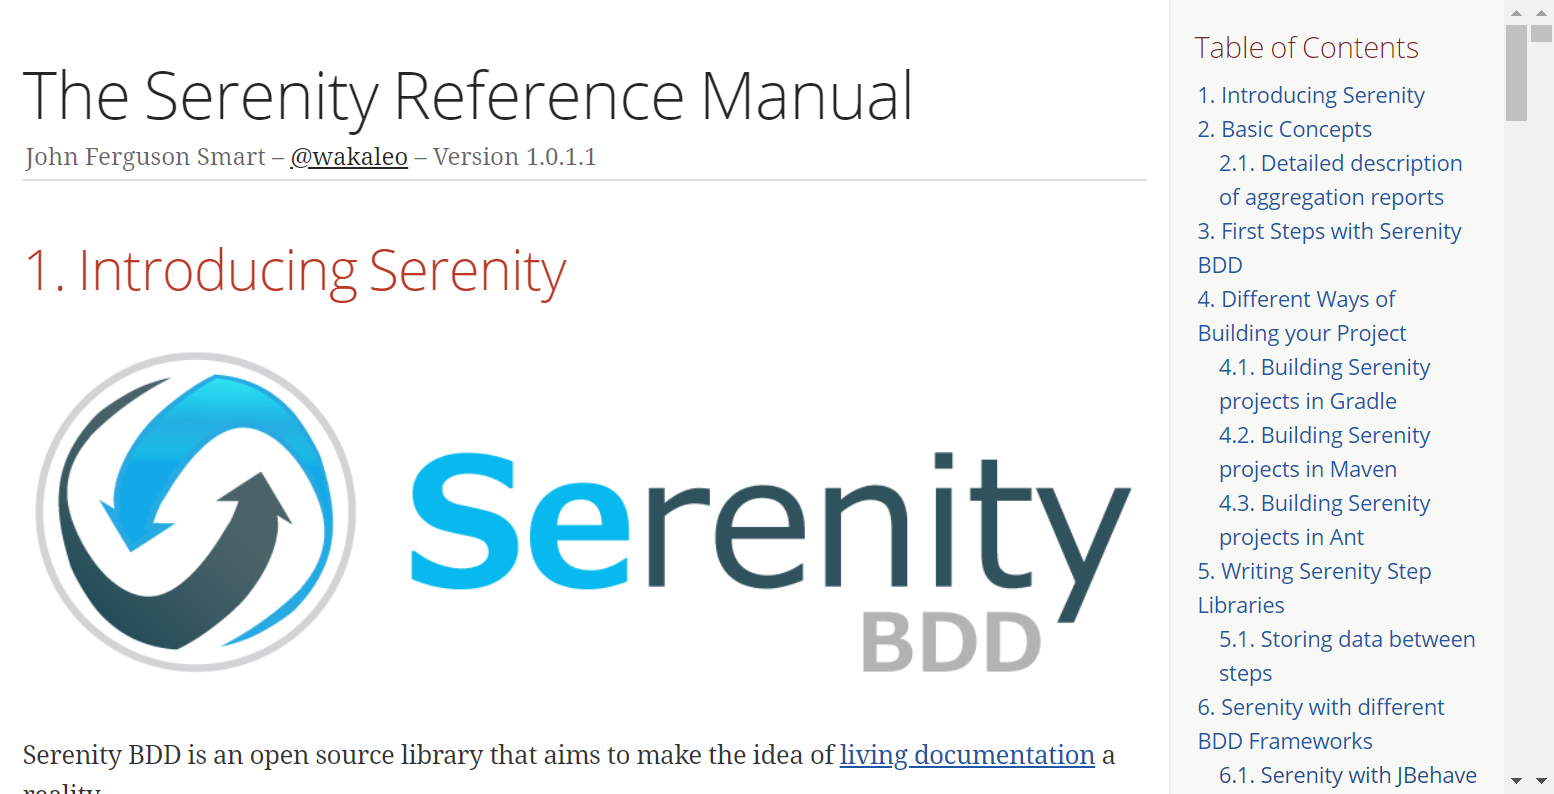 The Serenity Reference Manual
John Ferguson Smart – @wakaleo – Version 1.0.1.1
1. Introducing Serenity
Serenity
BDD
Serenity BDD is an open source library that aims to make the idea of living documentation a
reality.
Table of Contents
1. Introducing Serenity
2. Basic Concepts
2.1. Detailed description
of aggregation reports
3. First Steps with Serenity
BDD
4. Different Ways of
Building your Project
4.1. Building Serenity
projects in Gradle
4.2. Building Serenity
projects in Maven
4.3. Building Serenity
projects in Ant
5. Writing Serenity Step
Libraries
5.1. Storing data between
steps
6. Serenity with different
BDD Frameworks
6.1. Serenity with JBehave